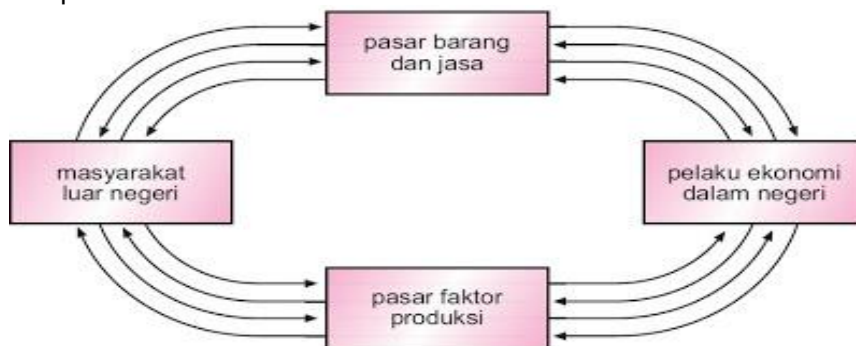 pasar barang
dan jasa
masyarakat
luar negeri
pelaku ekonomi
dalam negeri
pasar faktor
produksi